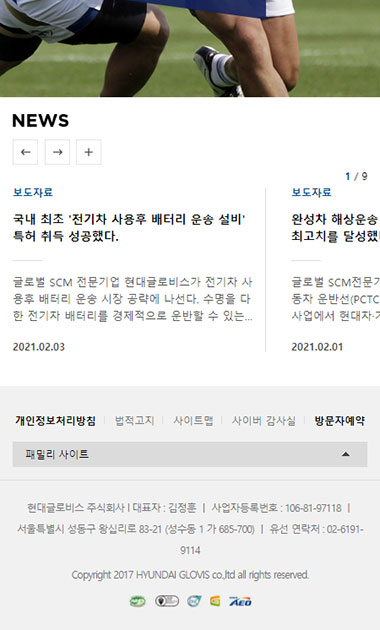 NEWS
1 / 9
보도자료
국내 최초 '전기차 사용후 배터리 운송 설비'
특허 취득 성공했다.
글로벌 SCM 전문기업 현대글로비스가 전기차 사
용후 배터리 운송 시장 공략에 나선다. 수명을 다
한 전기차 배터리를 경제적으로 운반할 수 있는...
2021.02.03
보도자료
완성차 해상운송
최고치를 달성했
글로벌 SCM전문기
동차 운반선(PCTC
사업에서 현대차·기
2021.02.01
개인정보처리방침 법적고지 사이트맵 사이버 감사실 방문자예약
패밀리 사이트
현대글로비스 주식회사 I 대표자 : 김정훈 | 사업자등록번호 : 106-81-97118 |
서울특별시 성동구 왕십리로 83-21 (성수동 1 가 685-700) | 유선 연락처 : 02-6191-
9114
Copyright 2017 HYUNDAI GLOVIS co,ltd all rights reserved.
AEO